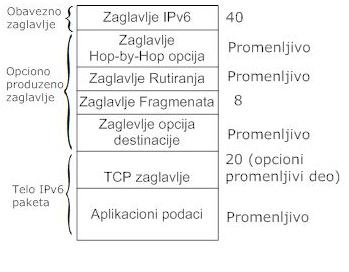 Obavezno
zaglavlje
Zaglavlje IPv6
40
Opciono
produzeno
zaglavlje
Zaglavlje
Hop-by-Hop opcija
Promenljivo
Zaglavlje Rutiranja
Promenljivo
Zaglavlje Fragmenata
8
Zaglevlje opcija
destinacije
Promenljivo
Telo IPv6
paketa
TCP zaglavlje
20 (opcioni
promenljivi deo)
Aplikacioni podaci
Promenljivo